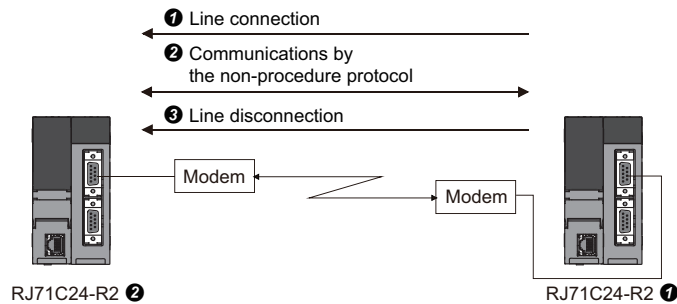 ❶ Line connection
❷ Communications by
the non-procedure protocol
❸ Line disconnection
Modem
Modem
RJ71C24-R2 ❷
RJ71C24-R2 ❶